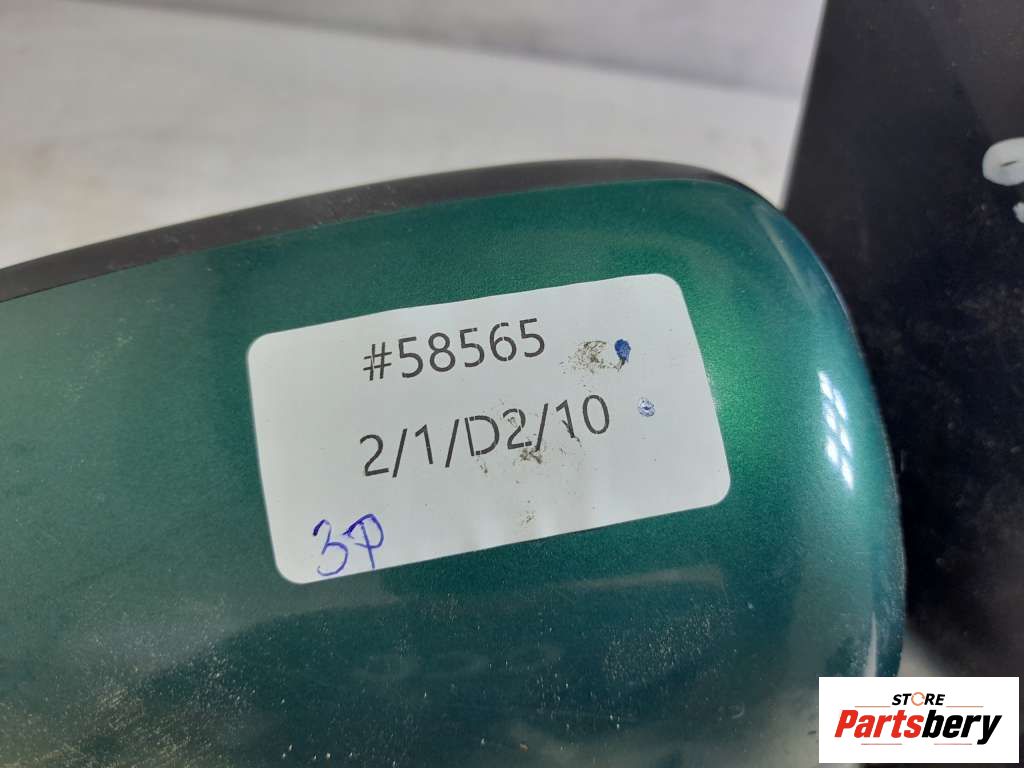 #58565
2/1/D2/10
3P
STORE
Partsbery